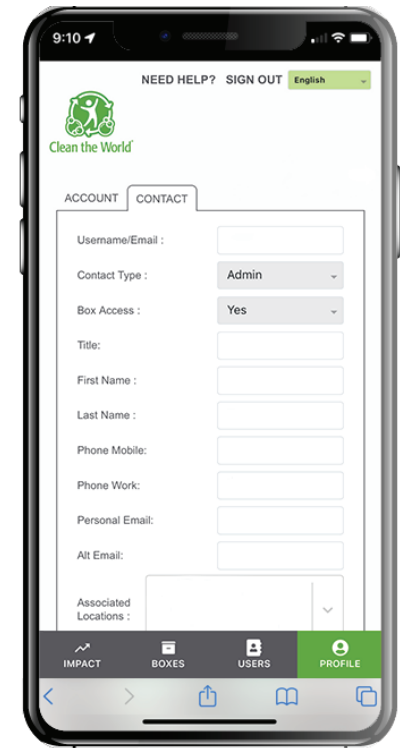 9:10
NEED HELP? SIGN OUT English
Clean the World
ACCOUNT CONTACT
Username/Email :
Contact Type : Admin
Box Access : Yes
Title:
First Name :
Last Name :
Phone Mobile:
Phone Work:
Personal Email:
Alt Email:
Associated
Locations :
IMPACT BOXES USERS PROFILE